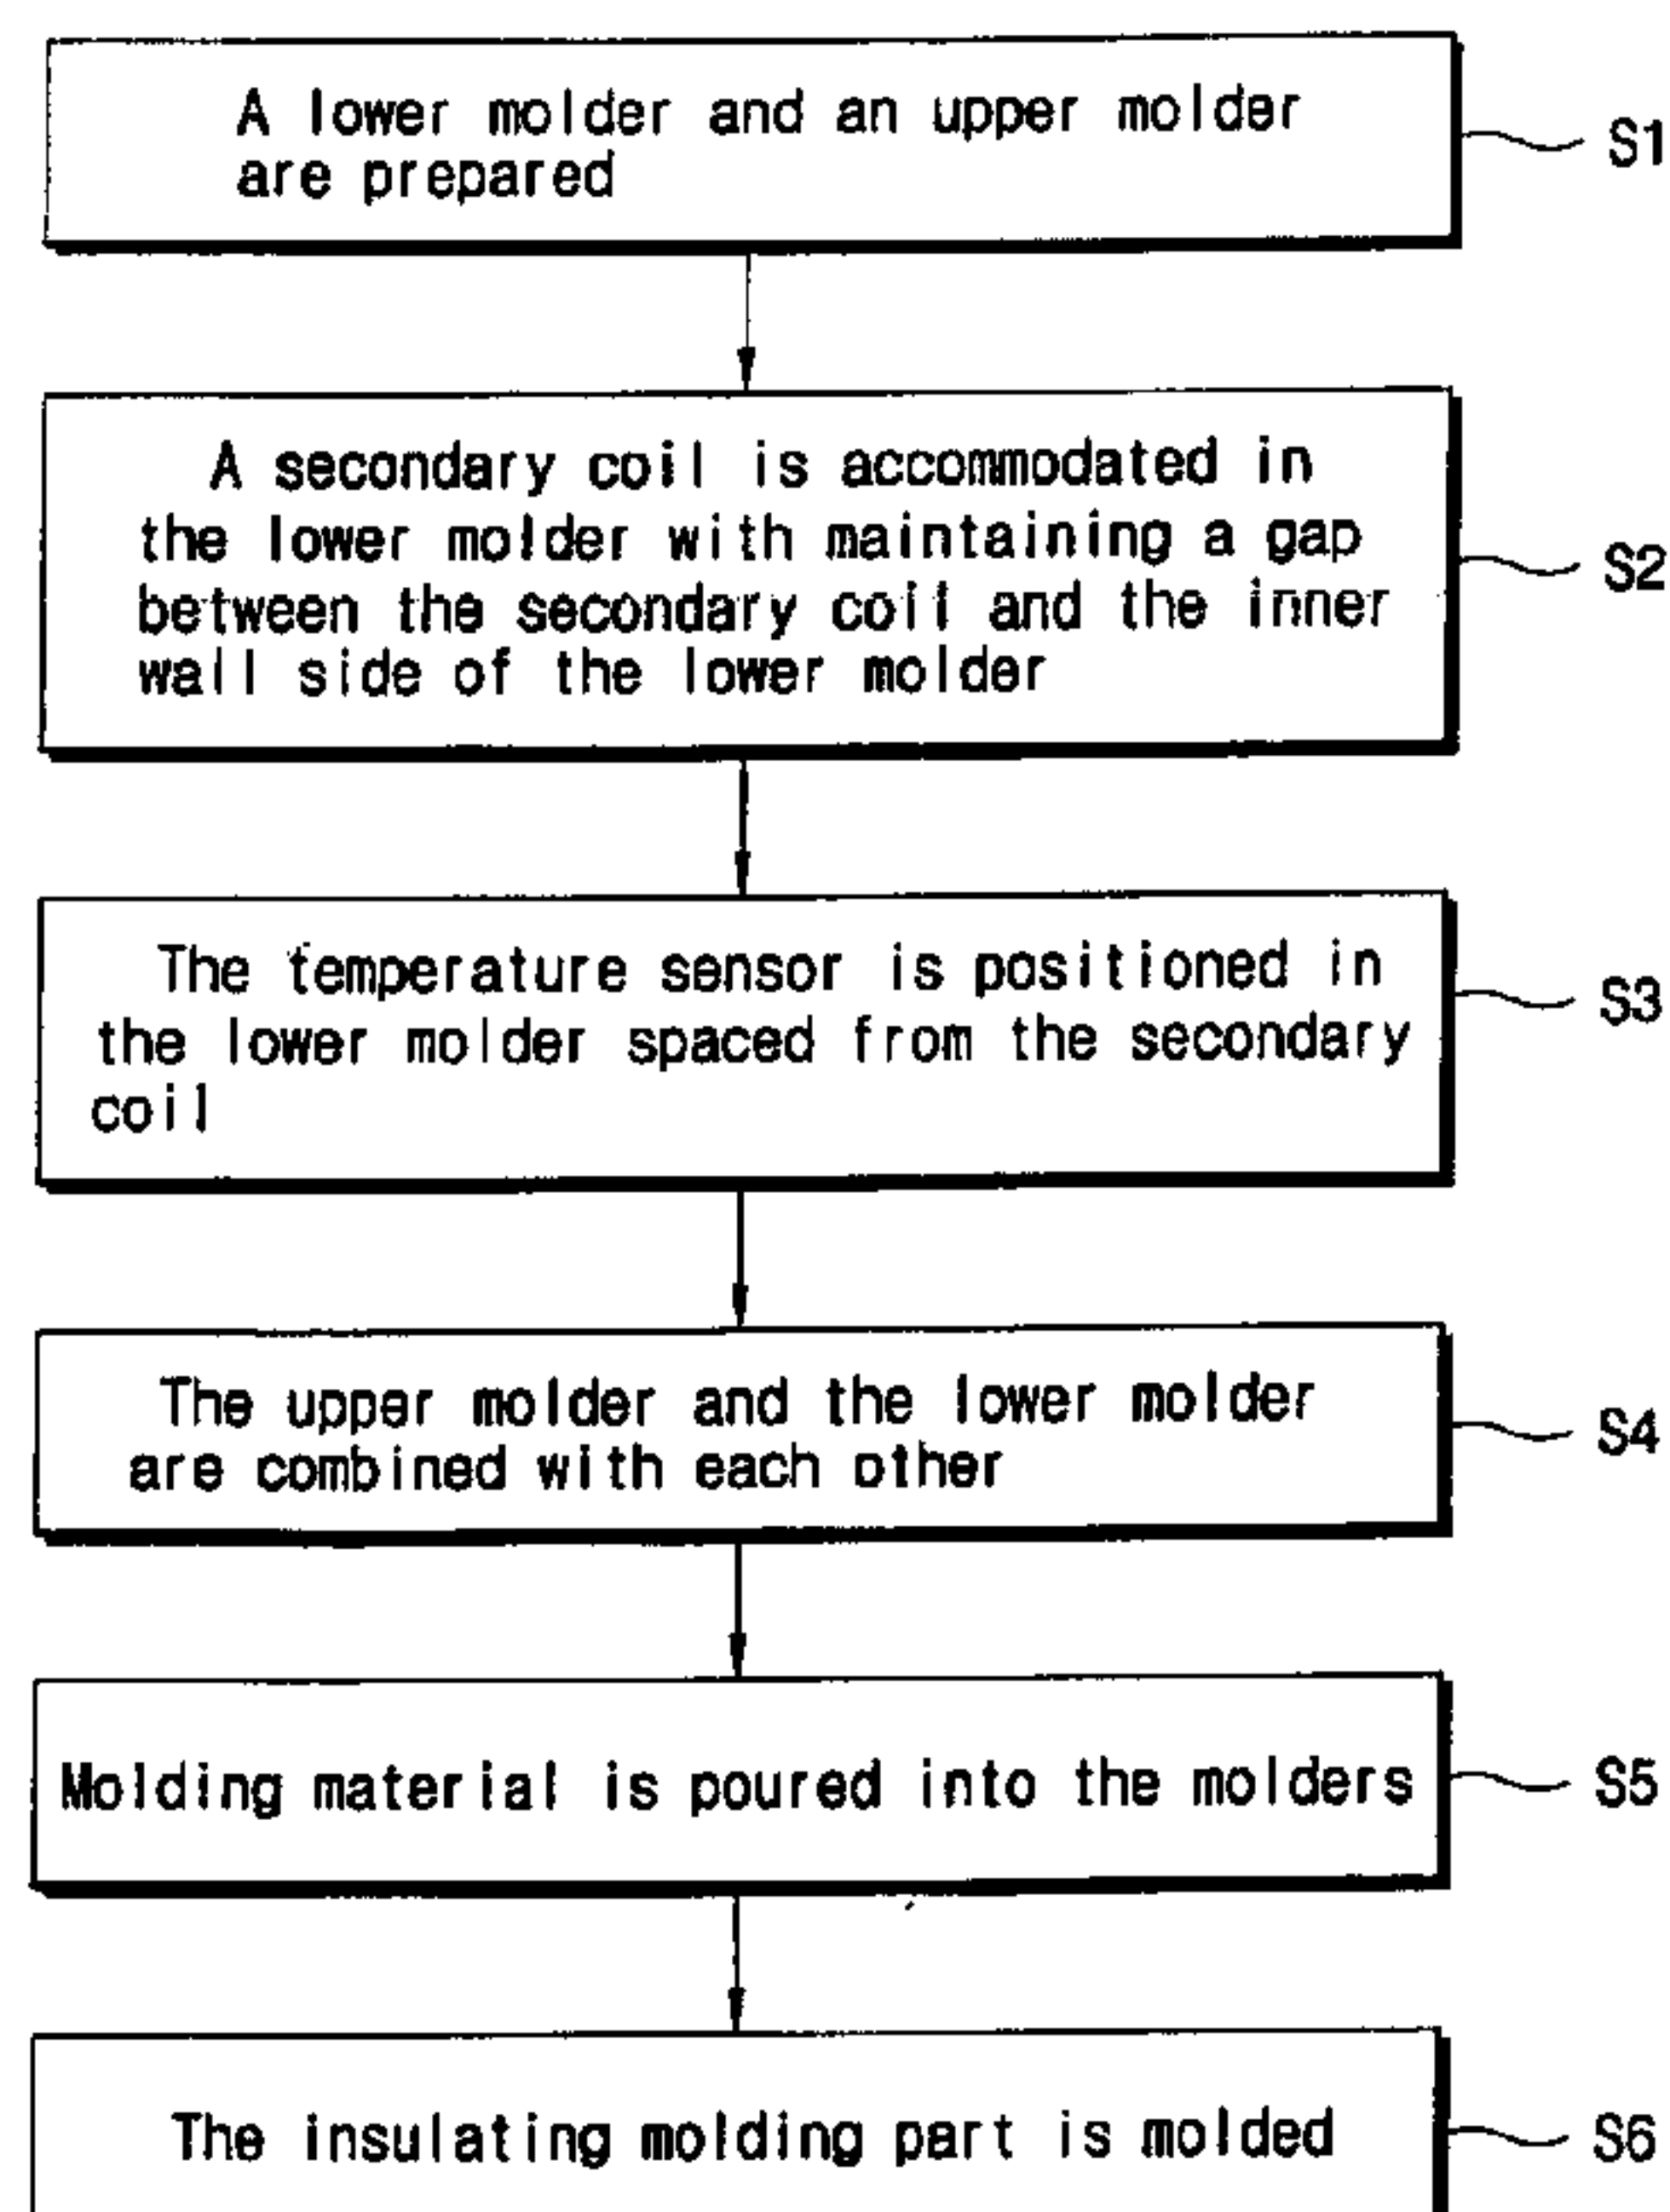 A lower molder and an upper molder
are prepared
S1
A secondary coil is accommodated in
the lower molder with maintaining a gap
between the secondary coil and the inner
wall side of the lower molder
S2
The temperature sensor is positioned in
the lower molder spaced from the secondary
coil
S3
The upper molder and the lower molder
are combined with each other
S4
Molding material is poured into the molders
S5
The insulating molding part is molded
S6